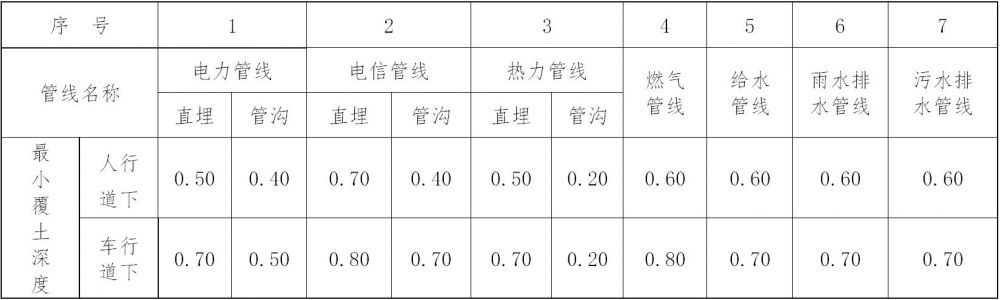 序 号 1 2 3 4 5 6 7
管线名称 电力管线 电信管线 热力管线 燃气管线 给水管线 雨水排水管线 污水排水管线
直埋 管沟 直埋 管沟 直埋 管沟
最小覆土深度
人行道下 0.50 0.40 0.70 0.40 0.50 0.20 0.60 0.60 0.60 0.60
车行道下 0.70 0.50 0.80 0.70 0.70 0.20 0.80 0.70 0.70 0.70